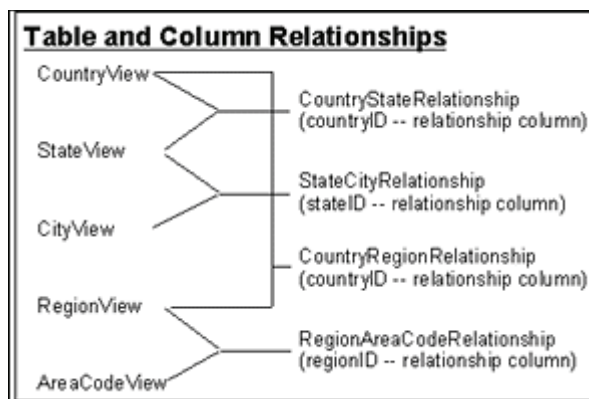 Table and Column Relationships
CountryView
CountryStateRelationship
(countryID -- relationship column)
StateView
StateCityRelationship
(stateID -- relationship column)
CityView
CountryRegionRelationship
(countryID -- relationship column)
RegionView
RegionAreaCodeRelationship
(regionID -- relationship column)
AreaCodeView